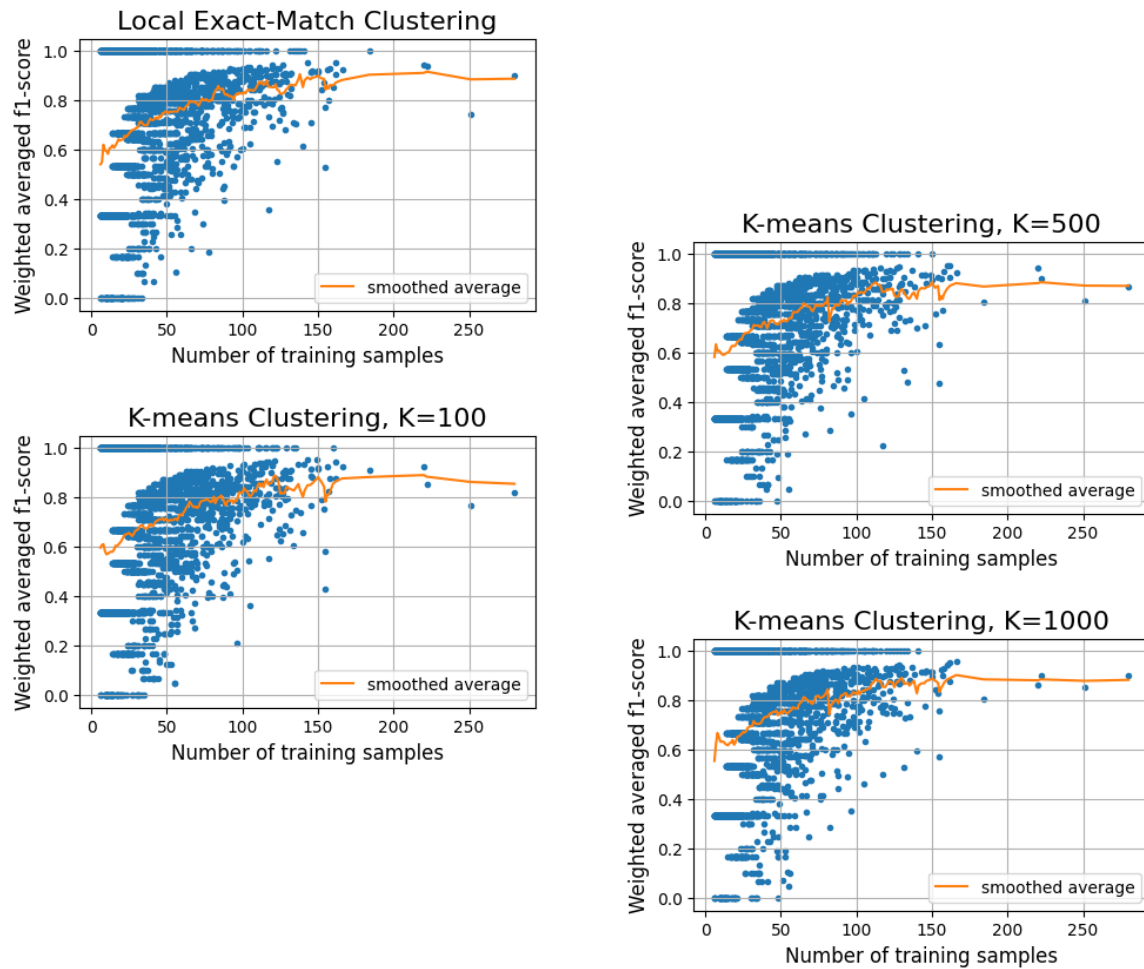 Local Exact-Match Clustering
Weighted averaged f1-score
1.0
0.8
0.6
0.4
0.2
0.0
smoothed average
0 50 100 150 200 250
Number of training samples
K-means Clustering, K=100
Weighted averaged f1-score
1.0
0.8
0.6
0.4
0.2
0.0
smoothed average
0 50 100 150 200 250
Number of training samples
K-means Clustering, K=500
Weighted averaged f1-score
1.0
0.8
0.6
0.4
0.2
0.0
smoothed average
0 50 100 150 200 250
Number of training samples
K-means Clustering, K=1000
Weighted averaged f1-score
1.0
0.8
0.6
0.4
0.2
0.0
smoothed average
0 50 100 150 200 250
Number of training samples